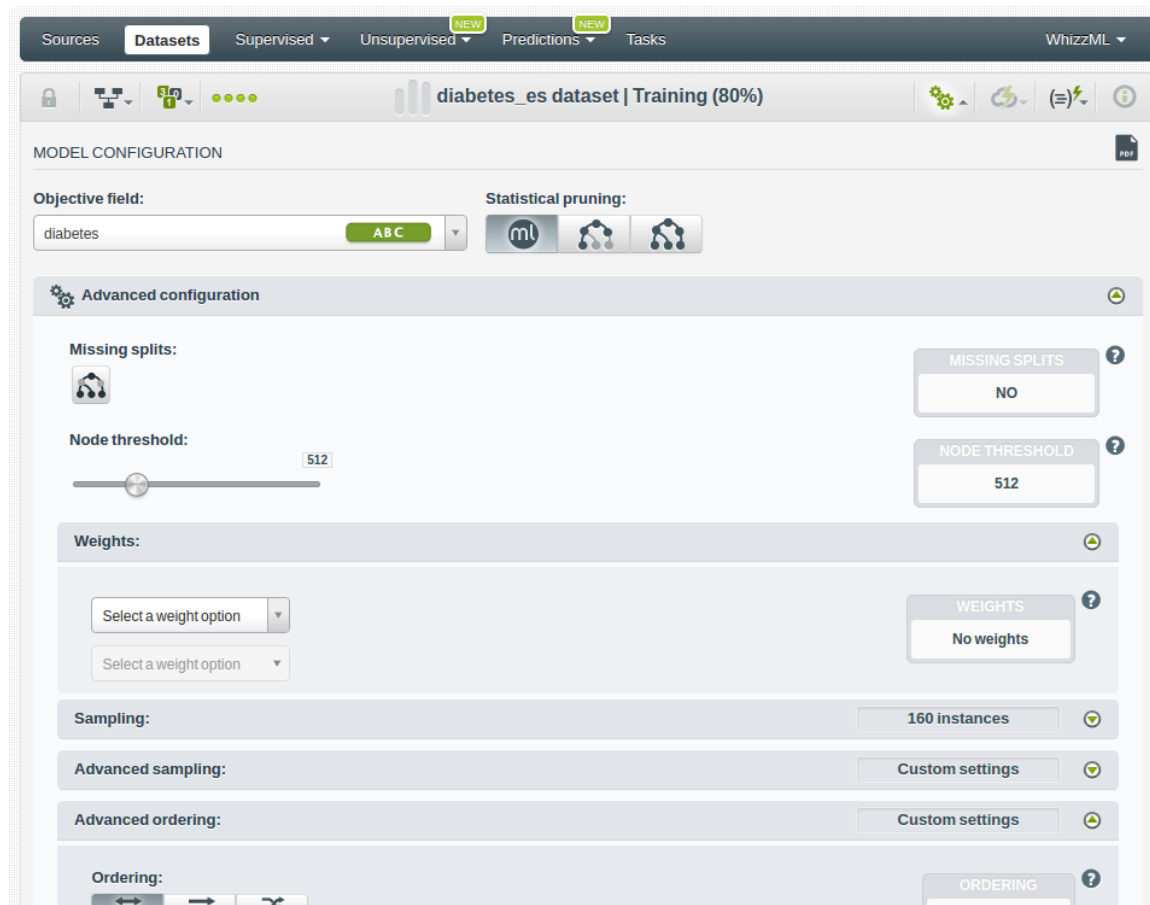 Sources Datasets Supervised Unsupervised NEW Predictions NEW Tasks WhizzML
diabetes_es dataset | Training (80%)
MODEL CONFIGURATION
PDF
Objective field:
Statistical pruning:
diabetes ABC
ml
Advanced configuration
Missing splits:
MISSING SPLITS
?
NO
Node threshold:
512
NODE THRESHOLD
?
512
Weights:
Select a weight option
WEIGHTS
?
No weights
Select a weight option
Sampling: 160 instances
Advanced sampling: Custom settings
Advanced ordering: Custom settings
Ordering:
ORDERING
?